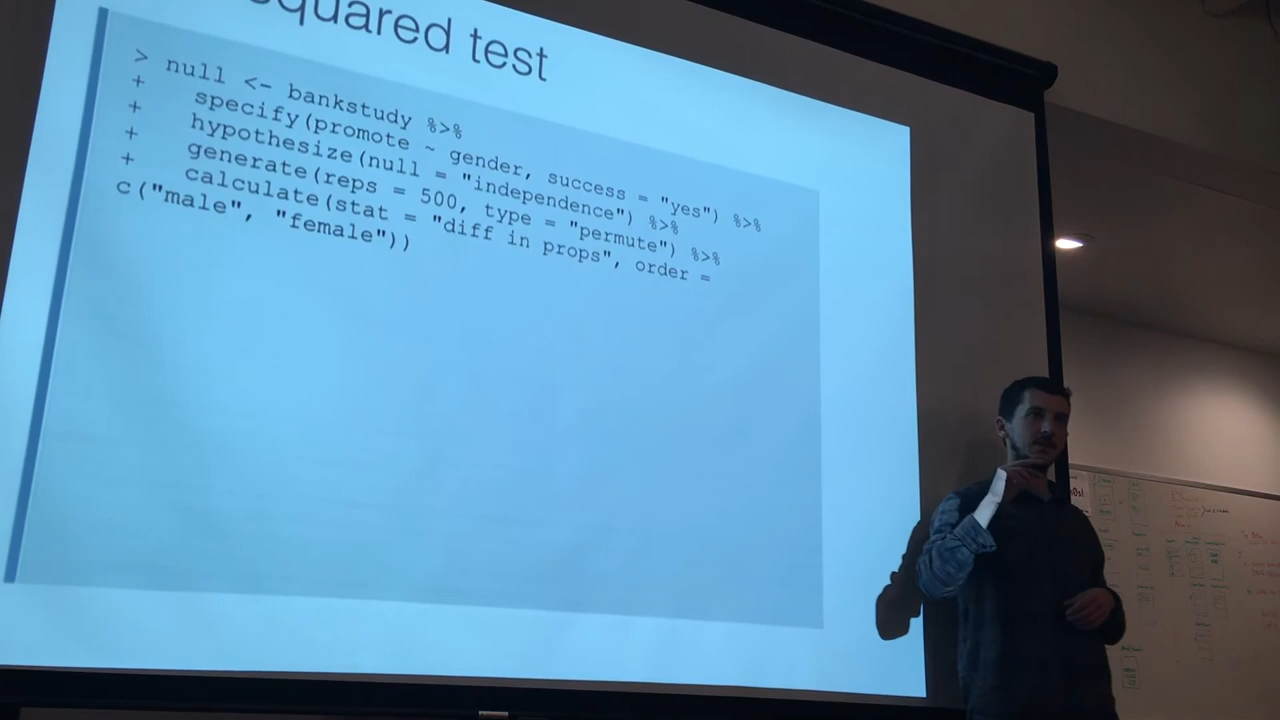 squared test
> null <- bankstudy %>%
+ specify(promote ~ gender, success = "yes") %>%
+ hypothesize(null = "independence") %>%
+ generate(reps = 500, type = "permute") %>%
+ calculate(stat = "diff in props", order =
c("male", "female"))